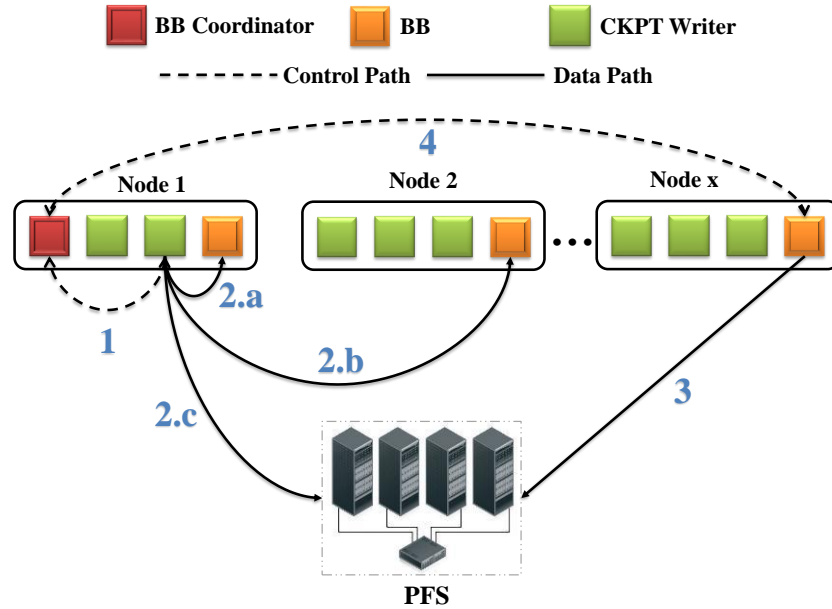 BB Coordinator BB CKPT Writer
Control Path Data Path
4
Node 1 Node 2 Node x
2.a
1
2.b
2.c
3
PFS